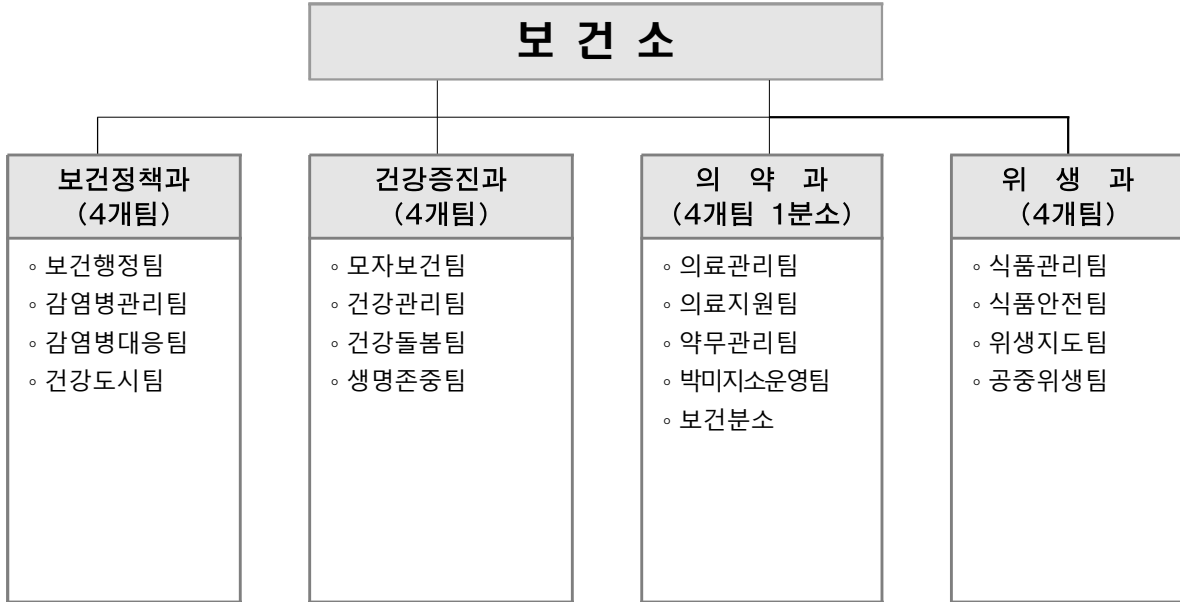 보 건 소
보건정책과
(4개팀)
◦ 보건행정팀
◦ 감염병관리팀
◦ 감염병대응팀
◦ 건강도시팀
건강증진과
(4개팀)
◦ 모자보건팀
◦ 건강관리팀
◦ 건강돌봄팀
◦ 생명존중팀
의 약 과
(4개팀 1분소)
◦ 의료관리팀
◦ 의료지원팀
◦ 약무관리팀
◦ 박미지소운영팀
◦ 보건분소
위 생 과
(4개팀)
◦ 식품관리팀
◦ 식품안전팀
◦ 위생지도팀
◦ 공중위생팀